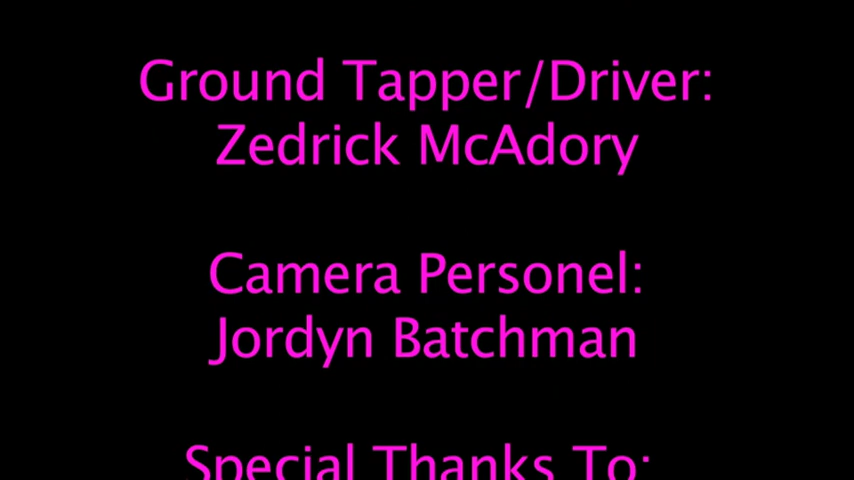 Ground Tapper/Driver:
Zedrick McAdory
Camera Personel:
Jordyn Batchman
Special Thanks To: